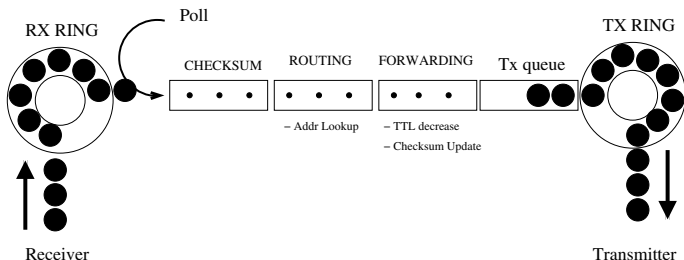 Poll
RX RING
TX RING
CHECKSUM
ROUTING
FORWARDING
Tx queue
– Addr Lookup
– TTL decrease
– Checksum Update
Receiver
Transmitter